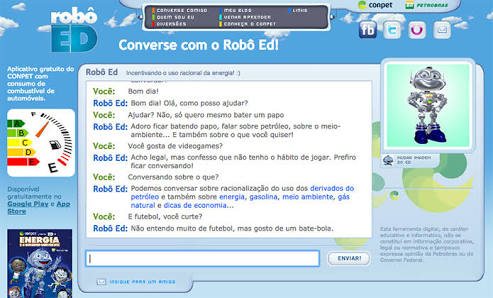 robô
ED
CONVERSE COMIGO
MEU BLOG
LINKS
QUEM SOU EU
VENHA APRENDER
DIVERSÕES
CONHEÇA O CONPET
conpet
PETROBRAS
Converse com o Robô Ed!
Aplicativo gratuito do
CONPET com
consumo de
combustível de
automóveis.
Disponível
gratuitamente no
Google Play e App
Store
conpet
ENERGIA
Robô Ed
Incentivando o uso racional da energia! :)
Você: Bom dia!
Robô Ed: Bom dia! Olá, como posso ajudar?
Você: Ajudar? Não, só quero mesmo bater um papo
Robô Ed: Adoro ficar batendo papo, falar sobre petróleo, sobre o meio-
ambiente... E também sobre o que você quiser!
Você: Você gosta de videogames?
Robô Ed: Acho legal, mas confesso que não tenho o hábito de jogar. Prefiro
ficar conversando!
Você: Conversando sobre o que?
Robô Ed: Podemos conversar sobre racionalização do uso dos derivados do
petróleo e também sobre energia, gasolina, meio ambiente, gás
natural e dicas de economia...
Você: E futebol, você curte?
Robô Ed: Não entendo muito de futebol, mas gosto de um bate-bola.
ENVIAR!
INDIQUE PARA UM AMIGO
MUDAR IMAGEM
DO ED
Esta ferramenta digital, de caráter
educativo e informativo, não se
constitui em informação corporativa,
legal ou normativa e tampouco
expressa opinião da Petrobras ou do
Governo Federal.